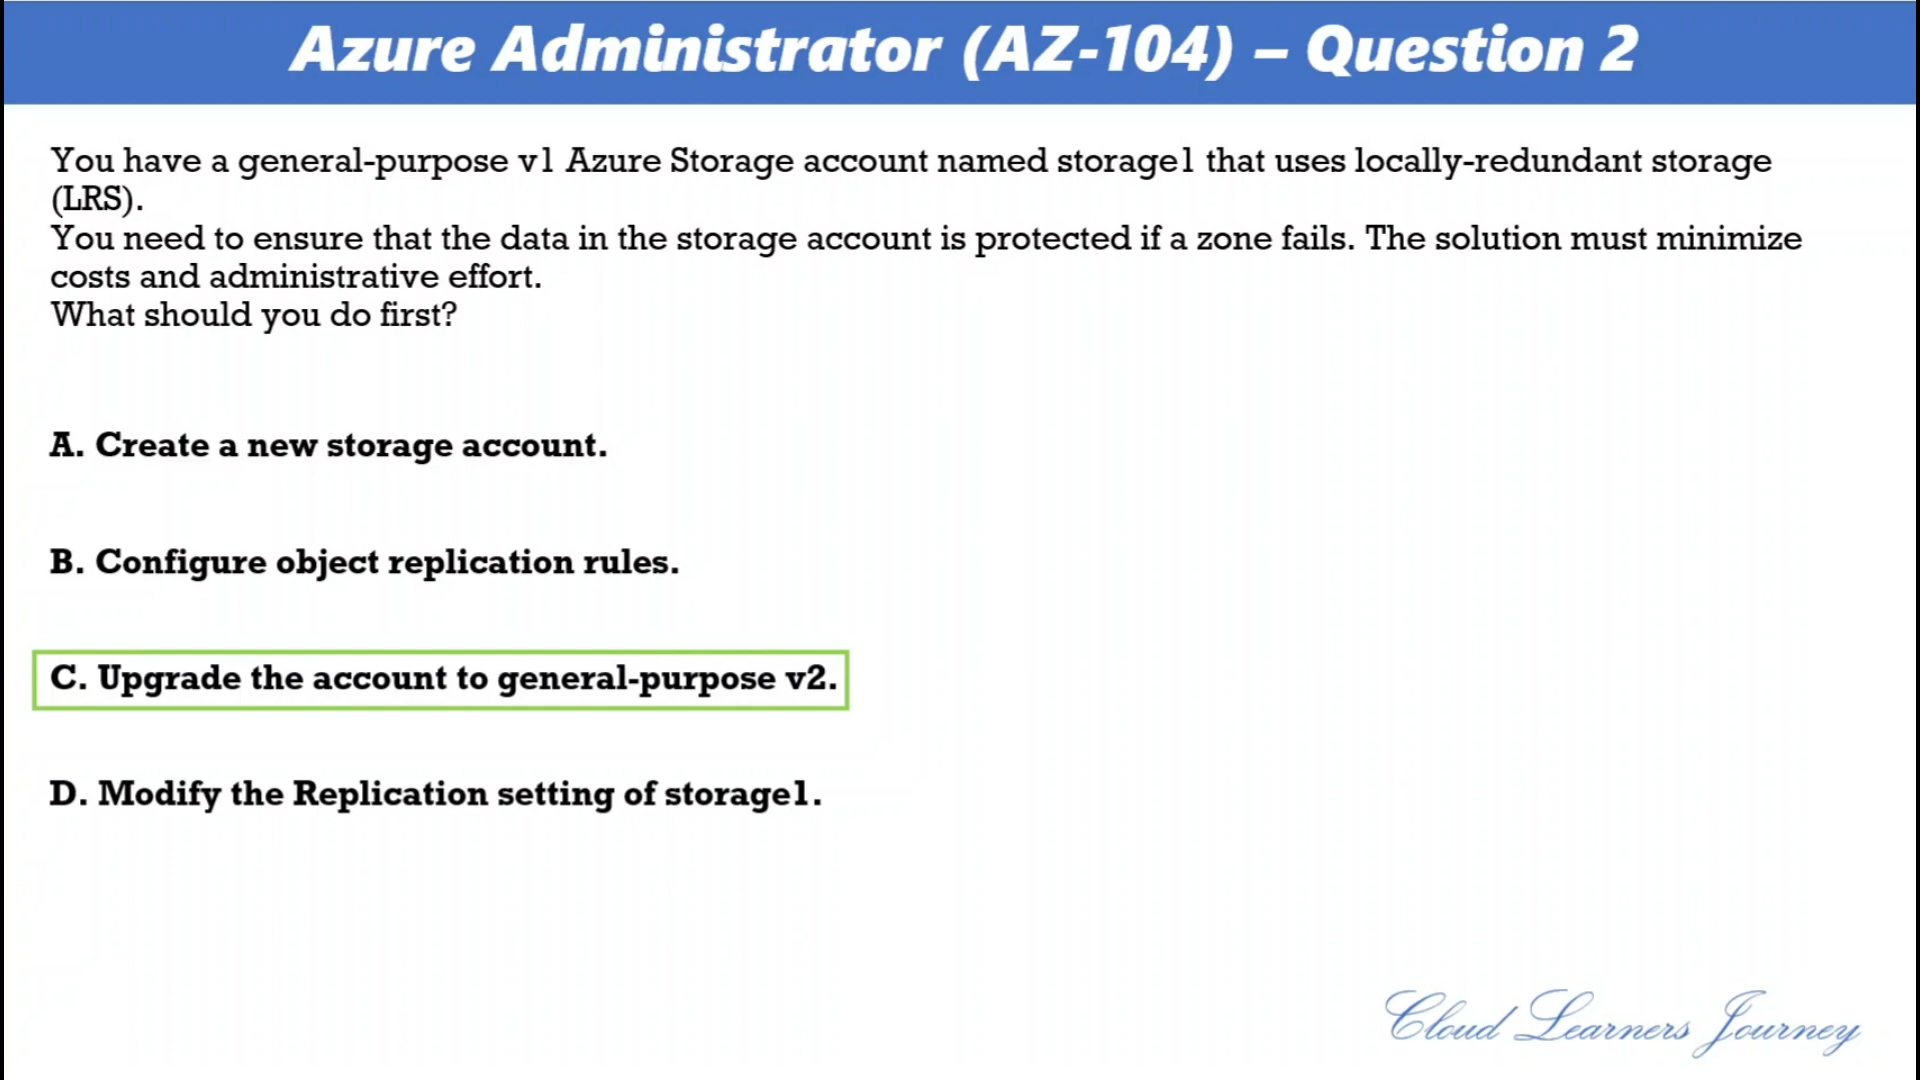 Azure Administrator (AZ-104) – Question 2
You have a general-purpose v1 Azure Storage account named storage1 that uses locally-redundant storage
(LRS).
You need to ensure that the data in the storage account is protected if a zone fails. The solution must minimize
costs and administrative effort.
What should you do first?
A. Create a new storage account.
B. Configure object replication rules.
C. Upgrade the account to general-purpose v2.
D. Modify the Replication setting of storage1.
Cloud Learners Journey